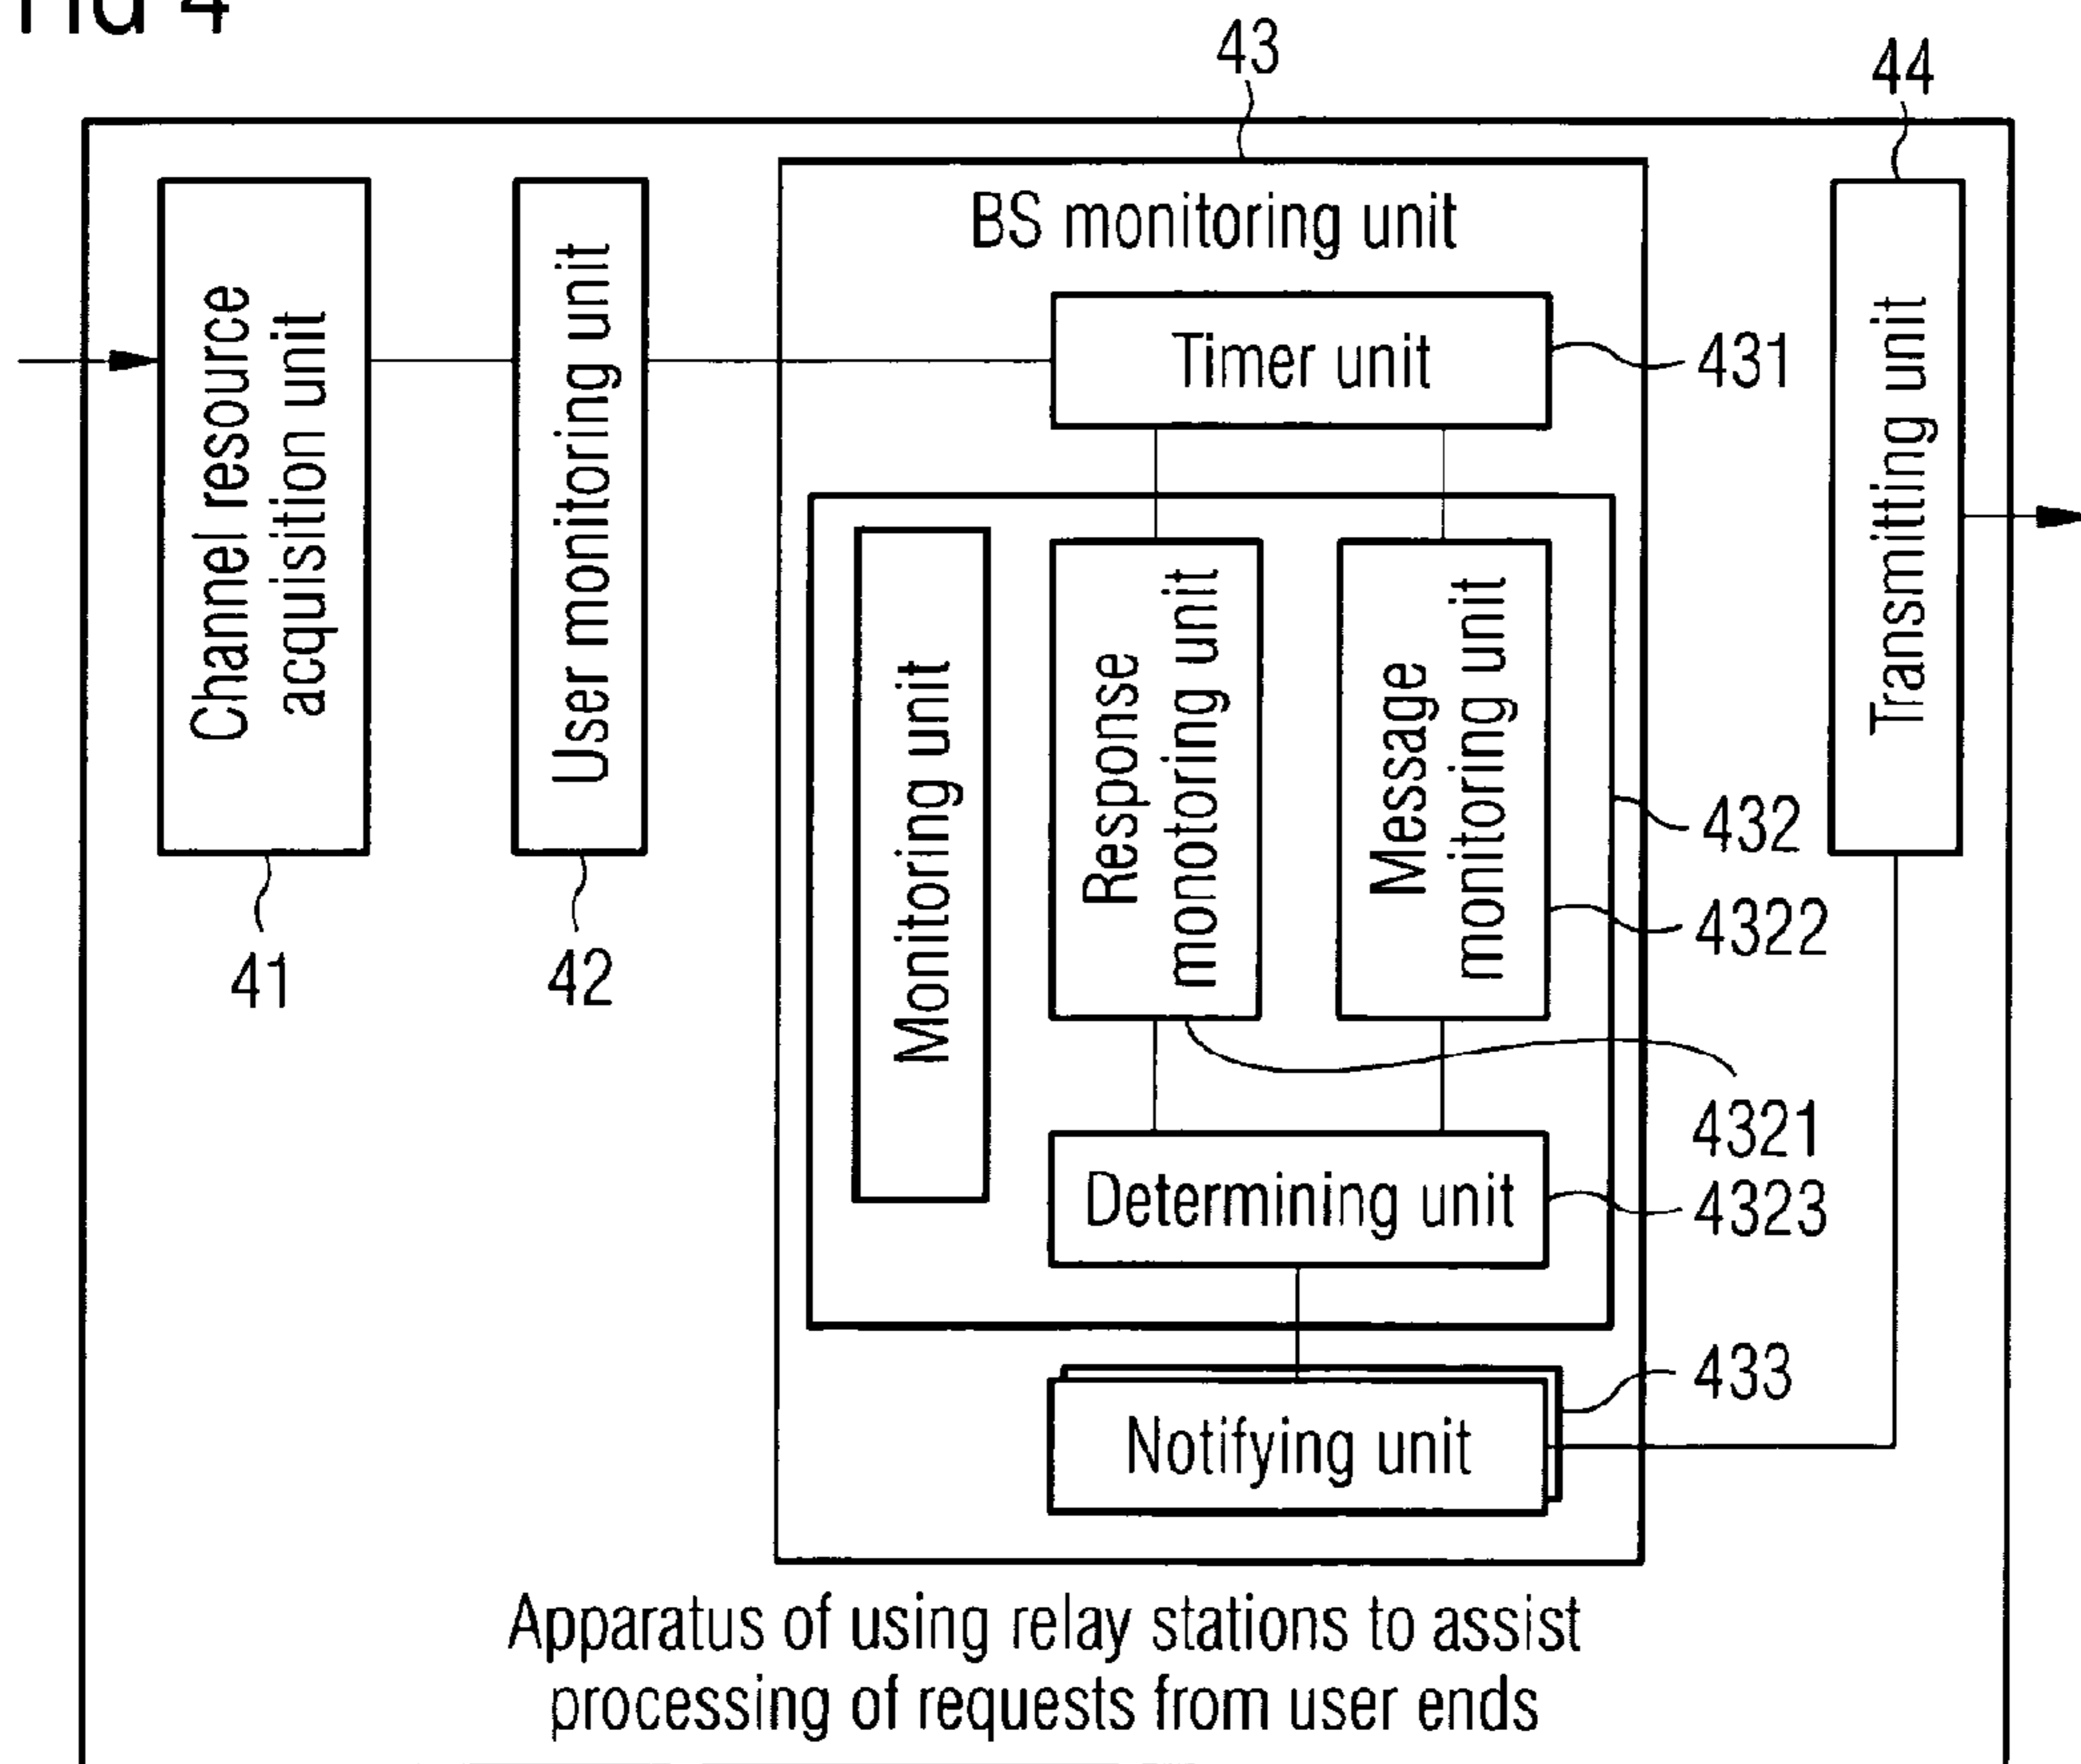 FIG 4
43
44
BS monitoring unit
Channel resource
acquisition unit
User monitoring unit
Timer unit
431
Transmitting unit
Monitoring unit
Response
monotoring unit
Message
monitoring unit
432
4322
41
42
4321
Determining unit
4323
433
Notifying unit
Apparatus of using relay stations to assist
processing of requests from user ends